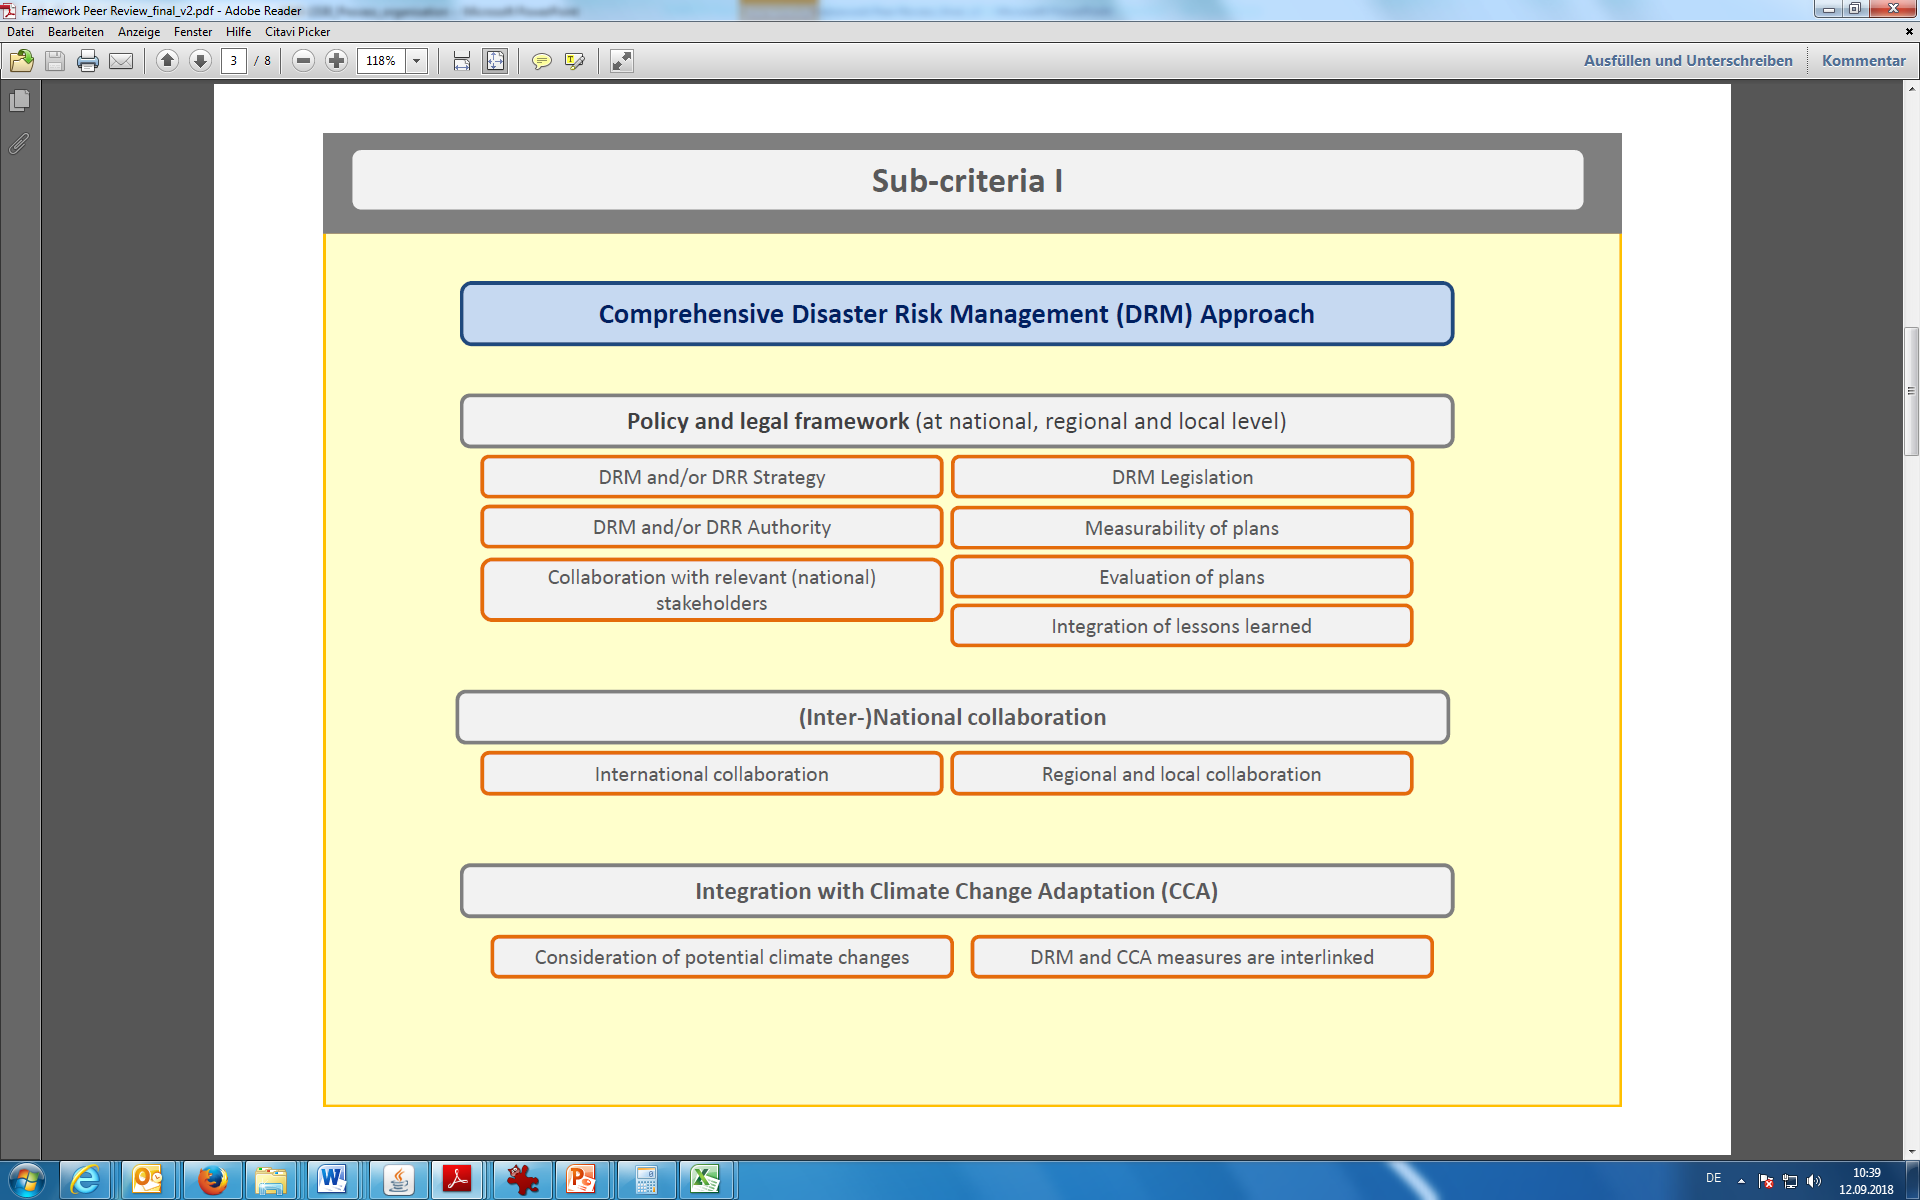 Framework Peer Review_final_v2.pdf - Adobe Reader
Datei Bearbeiten Anzeige Fenster Hilfe Citavi Picker
3 / 8 118% Ausfüllen und Unterschreiben Kommentar
Sub-criteria I
Comprehensive Disaster Risk Management (DRM) Approach
Policy and legal framework (at national, regional and local level)
DRM and/or DRR Strategy
DRM Legislation
DRM and/or DRR Authority
Measurability of plans
Collaboration with relevant (national)
stakeholders
Evaluation of plans
Integration of lessons learned
(Inter-)National collaboration
International collaboration
Regional and local collaboration
Integration with Climate Change Adaptation (CCA)
Consideration of potential climate changes
DRM and CCA measures are interlinked
DE
10:39
12.09.2018